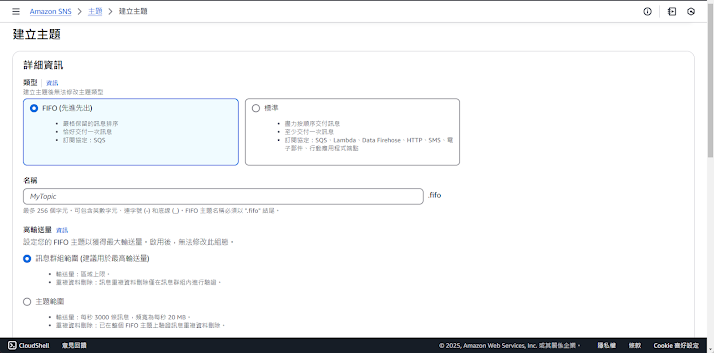 Amazon SNS > 主題 > 建立主題
建立主題
詳細資訊
類型 | 資訊
建立主題後無法修改主題類型
FIFO (先進先出)
嚴格保留的訊息排序
恰好交付一次訊息
訂閱協定：SQS
標準
盡力按順序交付訊息
至少交付一次訊息
訂閱協定：SQS、Lambda、Data Firehose、HTTP、SMS、電
子郵件、行動應用程式端點
名稱
MyTopic
.fifo
最多 256 個字元。可包含英數字元、連字號 (-) 和底線 (_)。FIFO 主題名稱必須以 ".fifo" 結尾。
高輸送量 資訊
設定您的 FIFO 主題以獲得最大輸送量。啟用後，無法修改此組態。
訊息群組範圍 (建議用於最高輸送量)
輸送量：區域上限。
重複資料刪除：訊息重複資料刪除僅在訊息群組內進行驗證。
主題範圍
輸送量：每秒 3000 條訊息，頻寬為每秒 20 MB。
重複資料刪除：已在整個 FIFO 主題上驗證訊息重複資料刪除。
CloudShell 意見回饋 © 2025, Amazon Web Services, Inc. 或其關係企業。 隱私權 條款 Cookie 喜好設定